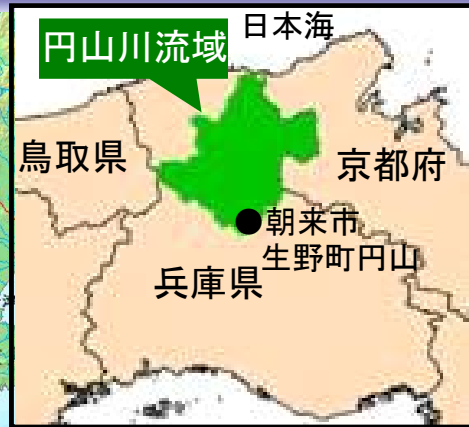 日本海
円山川流域
鳥取県
京都府
朝来市
生野町円山
兵庫県